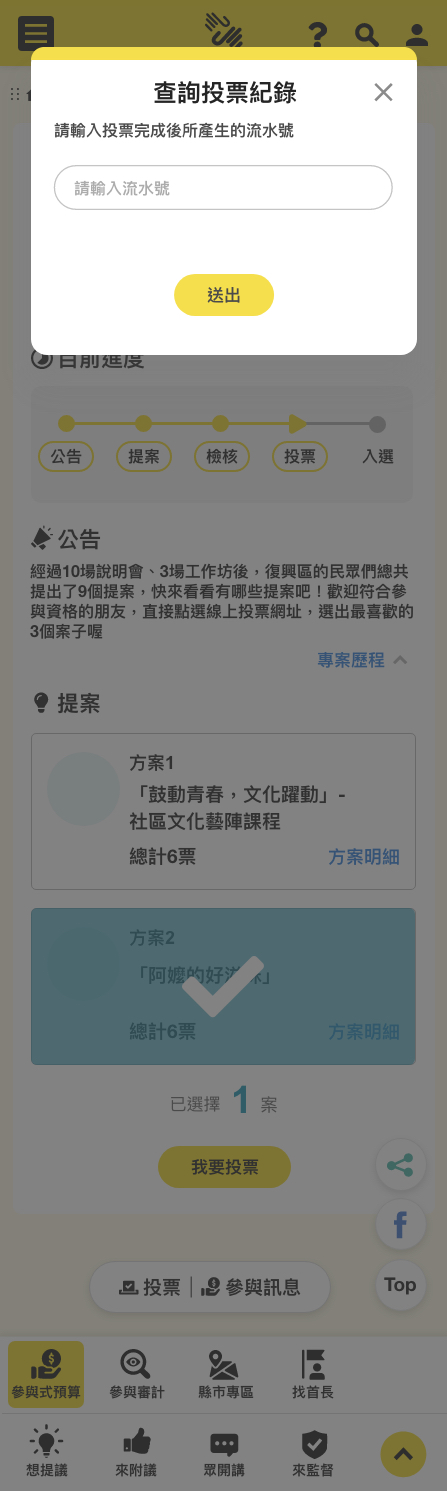 查詢投票紀錄
請輸入投票完成後所產生的流水號
請輸入流水號
送出
目前進度
公告 提案 檢核 投票 入選
公告
經過10場說明會、3場工作坊後，復興區的民眾們總共
提出了9個提案，快來看看有哪些提案吧！歡迎符合參
與資格的朋友，直接點選線上投票網址，選出最喜歡的
3個案子喔
專案歷程
提案
方案1
「鼓動青春，文化躍動」-
社區文化藝陣課程
總計6票 方案明細
方案2
「阿嬤的好滋味」
總計6票 方案明細
已選擇 1 案
我要投票
Top
投票 | 參與訊息
參與式預算 參與審計 縣市專區 找首長
想提議 來附議 眾開講 來監督